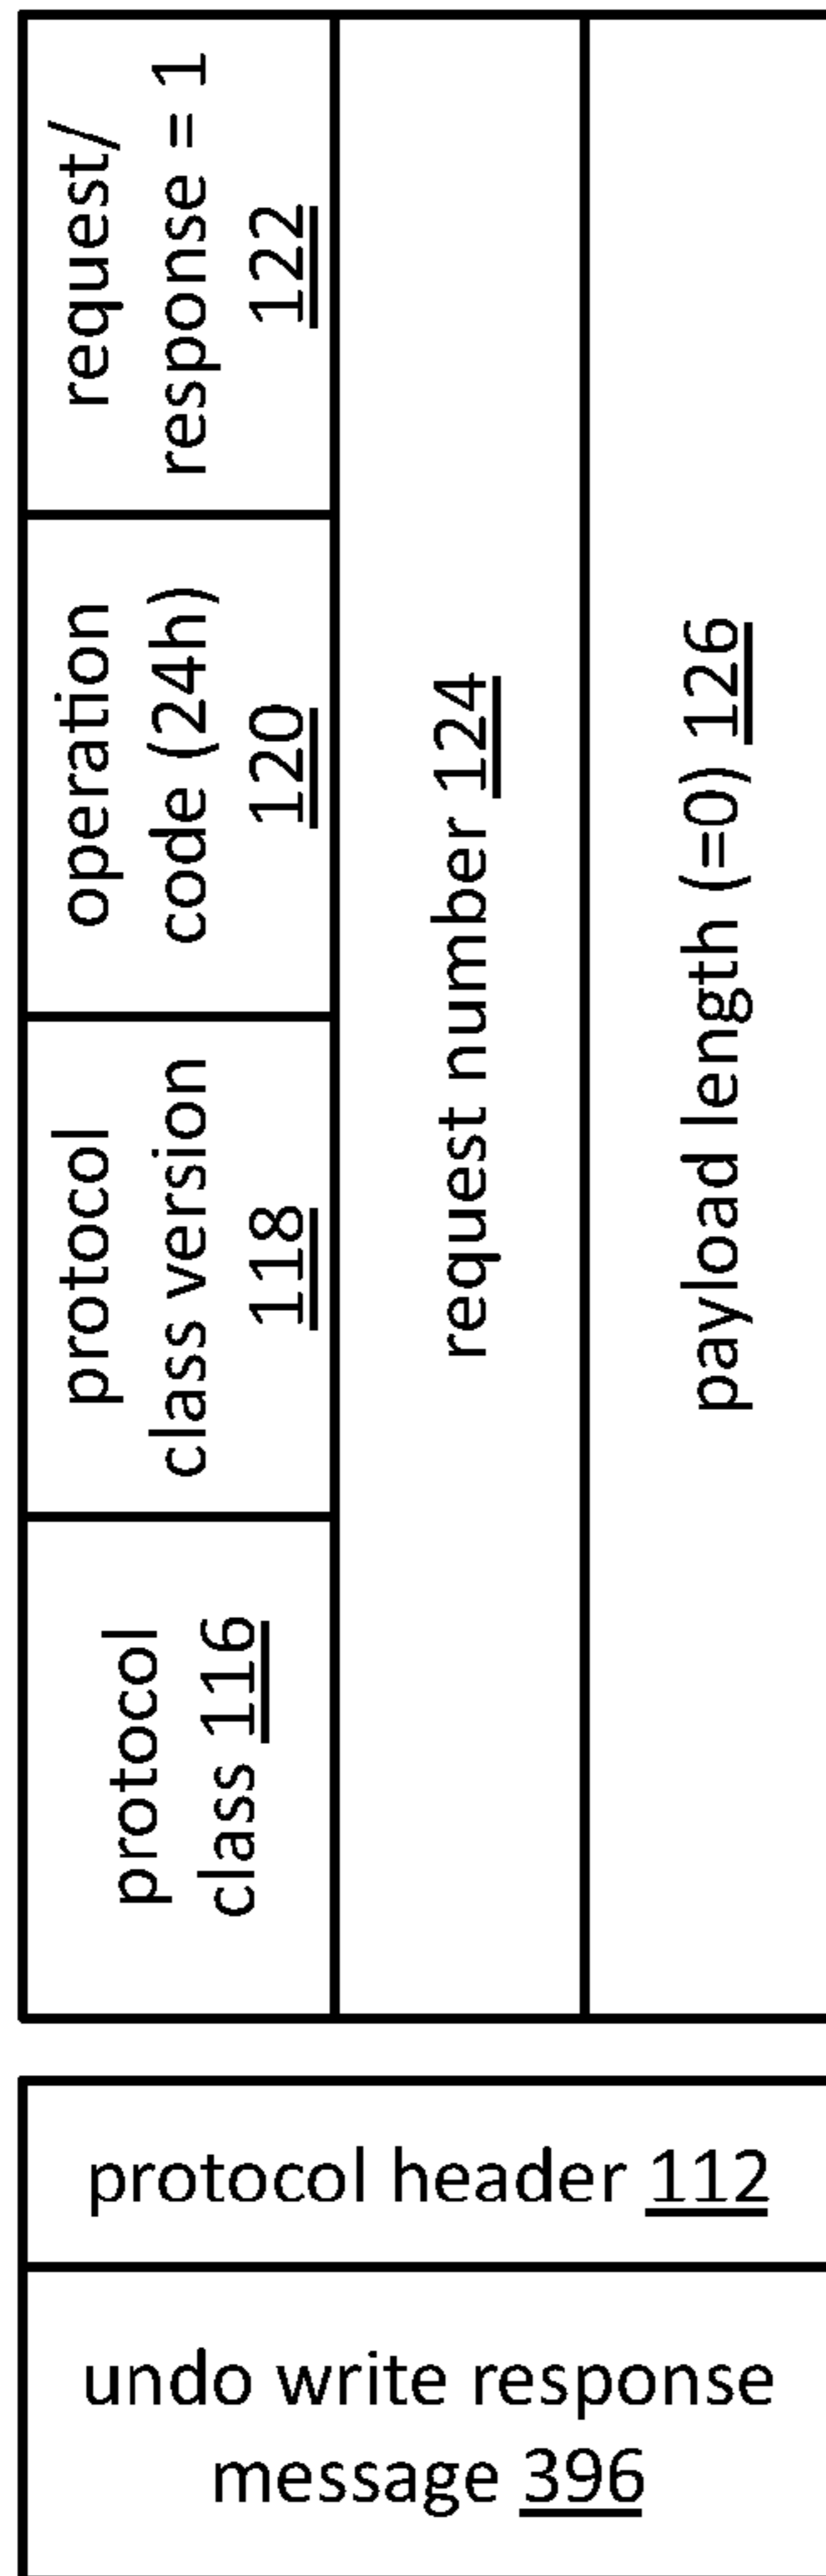 protocol
class 116
protocol
class version
118
operation
code (24h)
120
request/
response = 1
122
request number 124
payload length (=0) 126
protocol header 112
undo write response
message 396